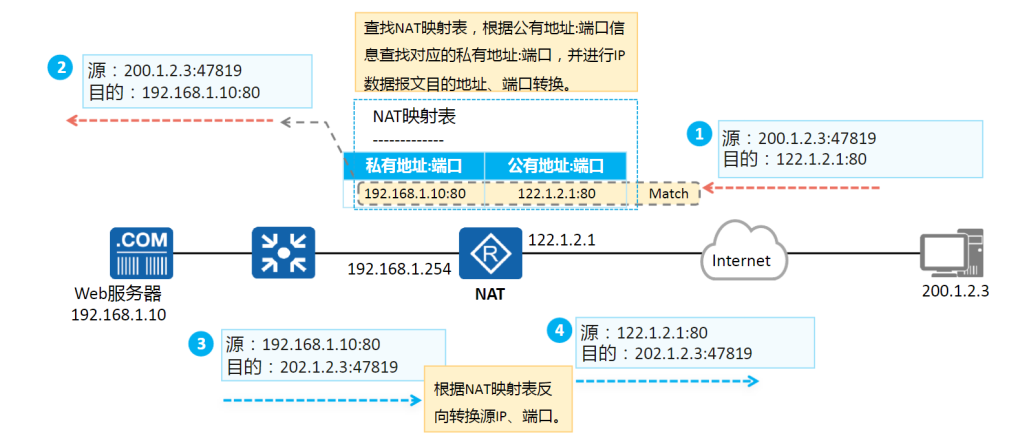 查找NAT映射表，根据公有地址:端口信
息查找对应的私有地址:端口，并进行IP
数据报文目的地址、端口转换。
2
源：200.1.2.3:47819
目的：192.168.1.10:80
NAT映射表
-------------
1
源：200.1.2.3:47819
目的：122.1.2.1:80
私有地址:端口 公有地址:端口
192.168.1.10:80 122.1.2.1:80 Match
.COM
R
122.1.2.1
192.168.1.254
Internet
Web服务器
192.168.1.10
NAT
200.1.2.3
3
源：192.168.1.10:80
目的：202.1.2.3:47819
4
源：122.1.2.1:80
目的：202.1.2.3:47819
根据NAT映射表反
向转换源IP、端口。